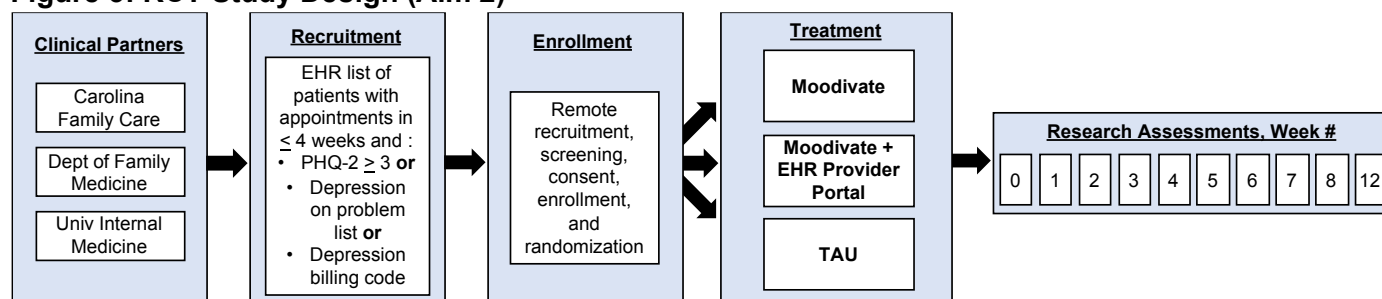 Clinical Partners
Carolina
Family Care
Dept of Family
Medicine
Univ Internal
Medicine
Recruitment
EHR list of
patients with
appointments in
≤ 4 weeks and :
• PHQ-2 ≥ 3 or
• Depression
on problem
list or
• Depression
billing code
Enrollment
Remote
recruitment,
screening,
consent,
enrollment,
and
randomization
Treatment
Moodivate
Moodivate +
EHR Provider
Portal
TAU
Research Assessments, Week #
0 1 2 3 4 5 6 7 8 12